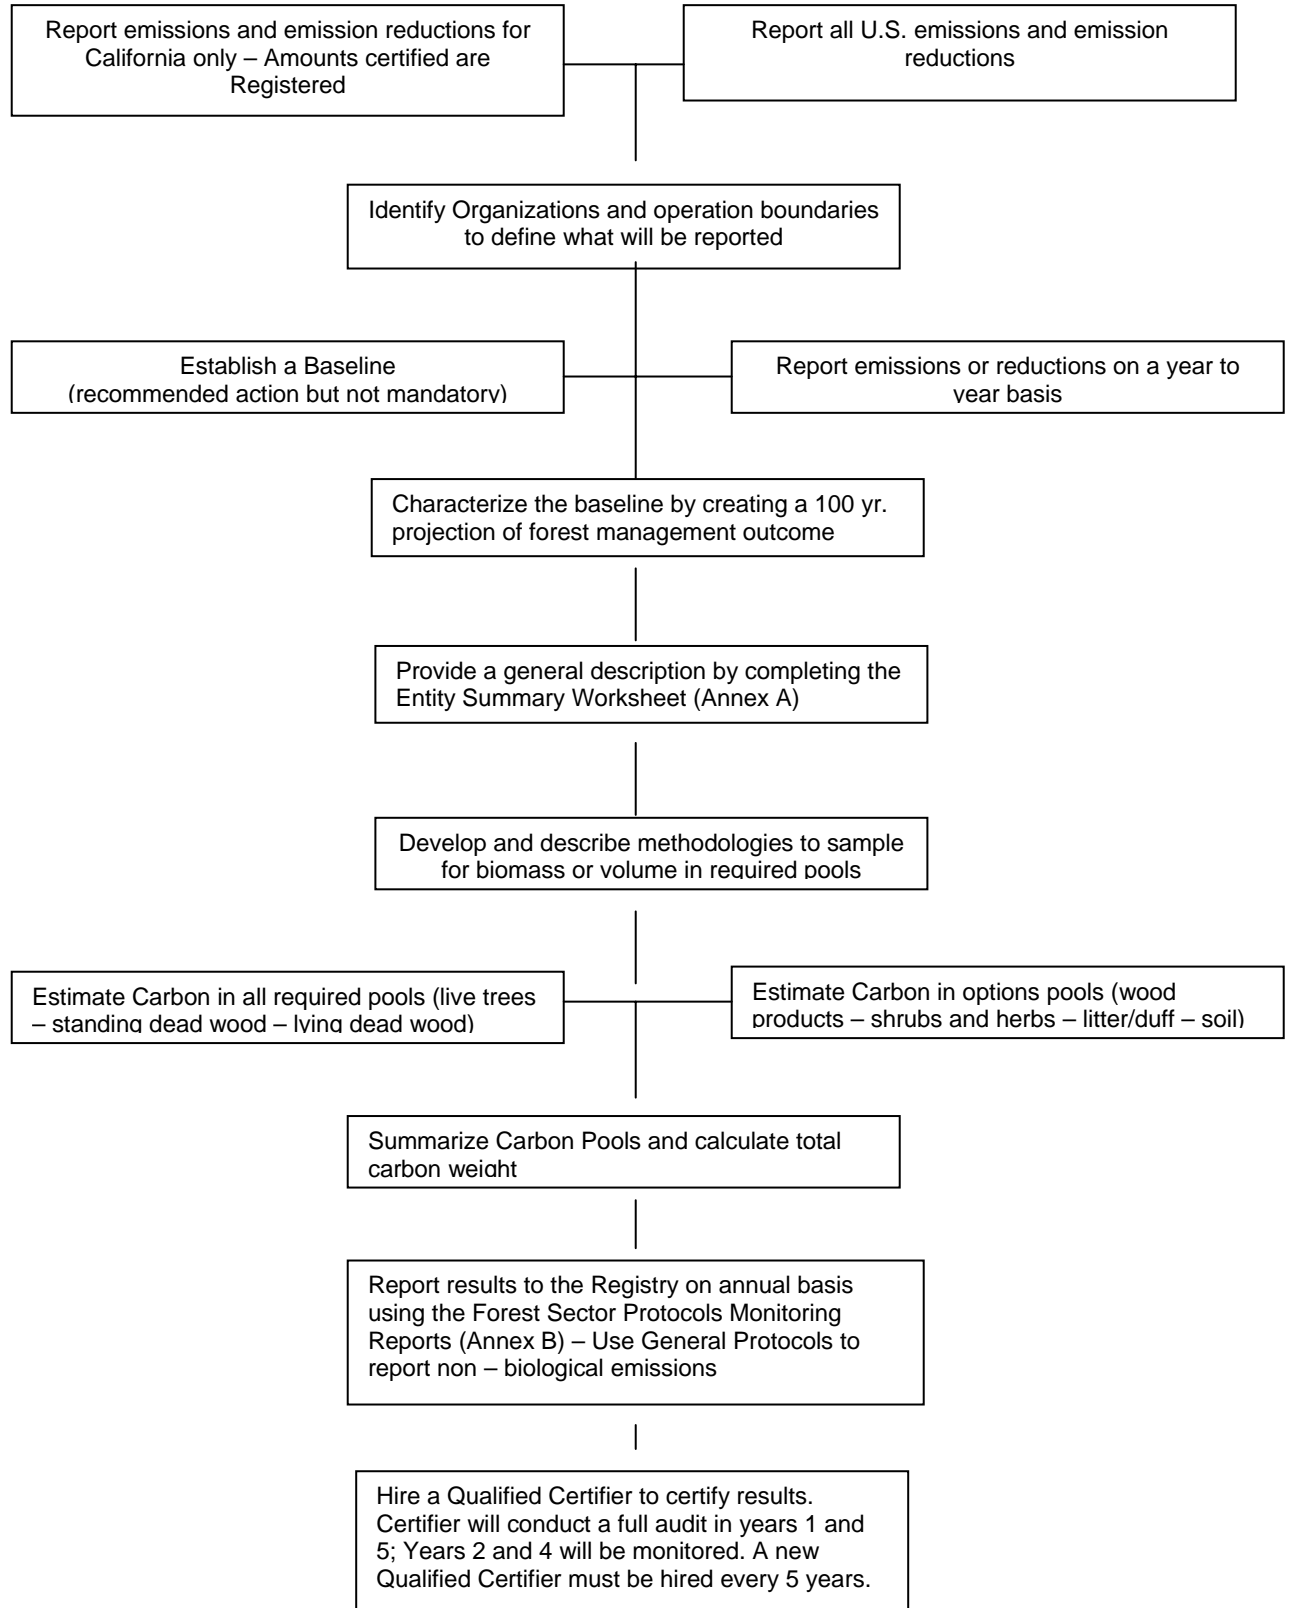 Report emissions and emission reductions for
California only – Amounts certified are
Registered
Report all U.S. emissions and emission
reductions
Identify Organizations and operation boundaries
to define what will be reported
Establish a Baseline
(recommended action but not mandatory)
Report emissions or reductions on a year to
year basis
Characterize the baseline by creating a 100 yr.
projection of forest management outcome
Provide a general description by completing the
Entity Summary Worksheet (Annex A)
Develop and describe methodologies to sample
for biomass or volume in required pools
Estimate Carbon in all required pools (live trees
– standing dead wood – lying dead wood)
Estimate Carbon in options pools (wood
products – shrubs and herbs – litter/duff – soil)
Summarize Carbon Pools and calculate total
carbon weight
Report results to the Registry on annual basis
using the Forest Sector Protocols Monitoring
Reports (Annex B) – Use General Protocols to
report non – biological emissions
Hire a Qualified Certifier to certify results.
Certifier will conduct a full audit in years 1 and
5; Years 2 and 4 will be monitored. A new
Qualified Certifier must be hired every 5 years.